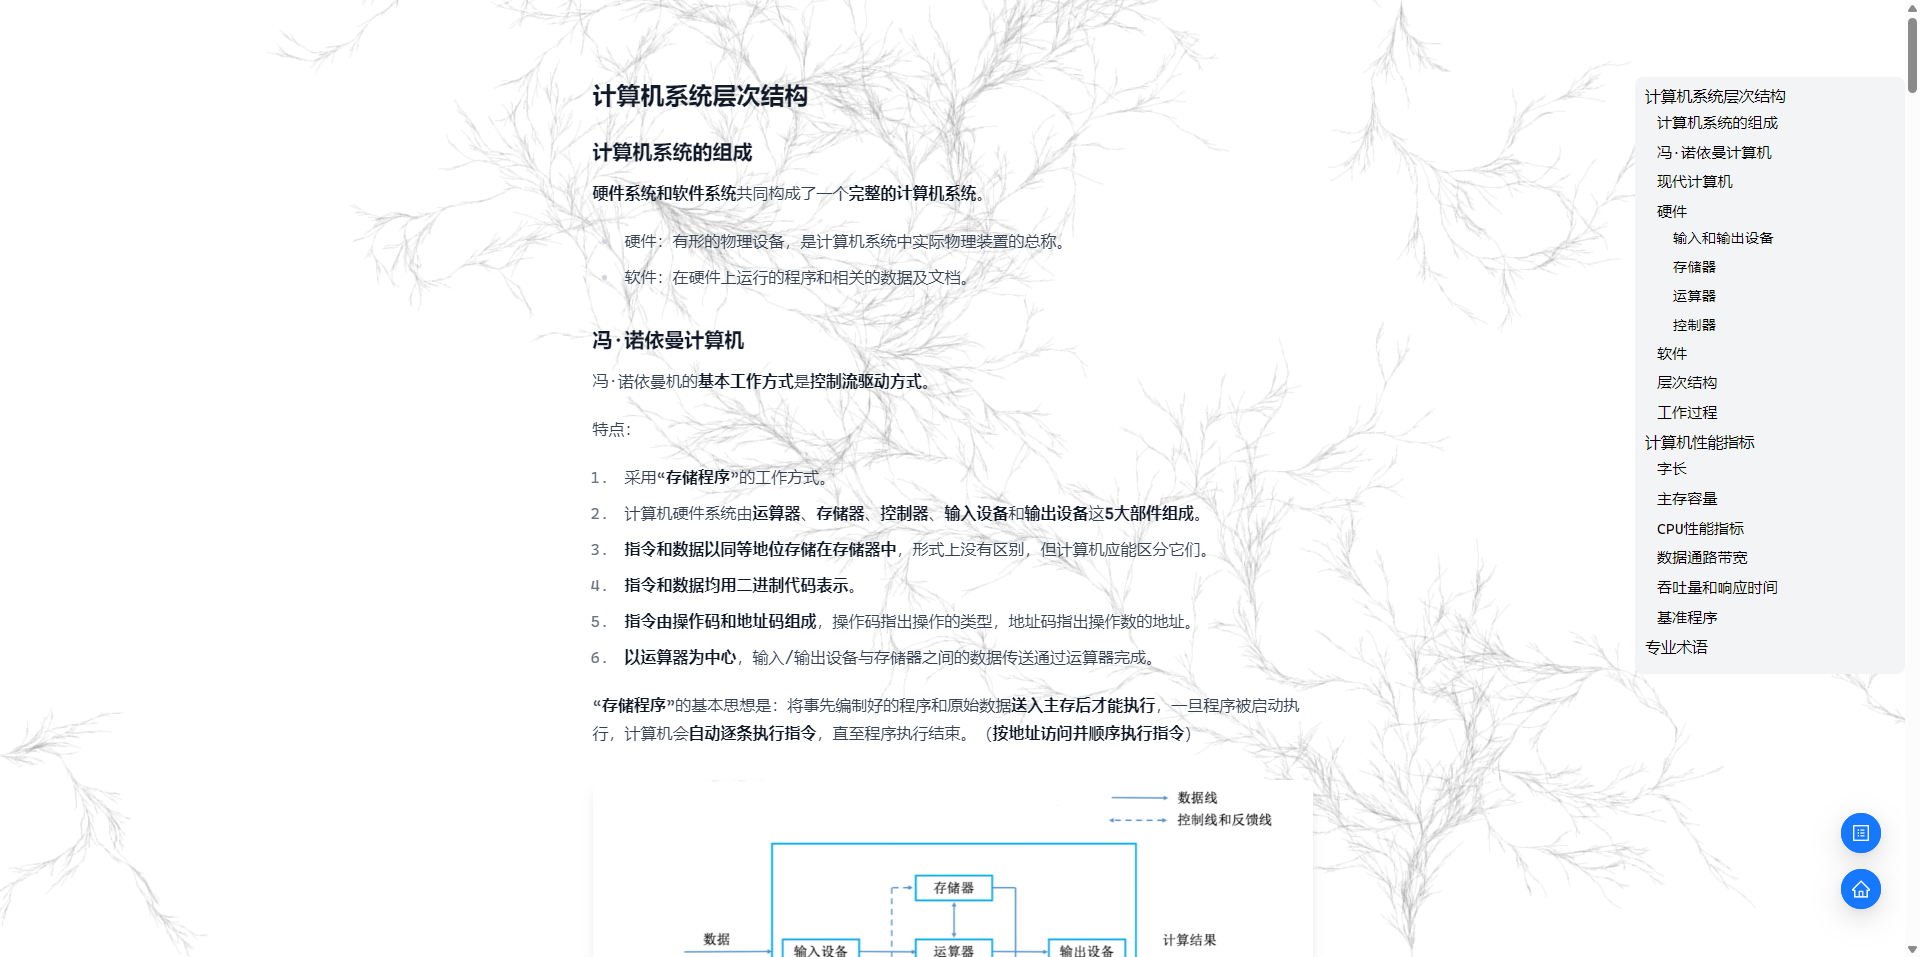 计算机系统层次结构
计算机系统的组成
硬件系统和软件系统共同构成了一个完整的计算机系统。
硬件：有形的物理设备，是计算机系统中实际物理装置的总称。
软件：在硬件上运行的程序和相关的数据及文档。
冯·诺依曼计算机
冯·诺依曼机的基本工作方式是控制流驱动方式。
特点：
1. 采用“存储程序”的工作方式。
2. 计算机硬件系统由运算器、存储器、控制器、输入设备和输出设备这5大部件组成。
3. 指令和数据以同等地位存储在存储器中，形式上没有区别，但计算机应能区分它们。
4. 指令和数据均用二进制代码表示。
5. 指令由操作码和地址码组成，操作码指出操作的类型，地址码指出操作数的地址。
6. 以运算器为中心，输入/输出设备与存储器之间的数据传送通过运算器完成。
“存储程序”的基本思想是：将事先编制好的程序和原始数据送入主存后才能执行，一旦程序被启动执
行，计算机会自动逐条执行指令，直至程序执行结束。（按地址访问并顺序执行指令）
数据线
控制线和反馈线
存储器
数据
输入设备
运算器
输出设备
计算结果
计算机系统层次结构
计算机系统的组成
冯·诺依曼计算机
现代计算机
硬件
输入和输出设备
存储器
运算器
控制器
软件
层次结构
工作过程
计算机性能指标
字长
主存容量
CPU性能指标
数据通路带宽
吞吐量和响应时间
基准程序
专业术语